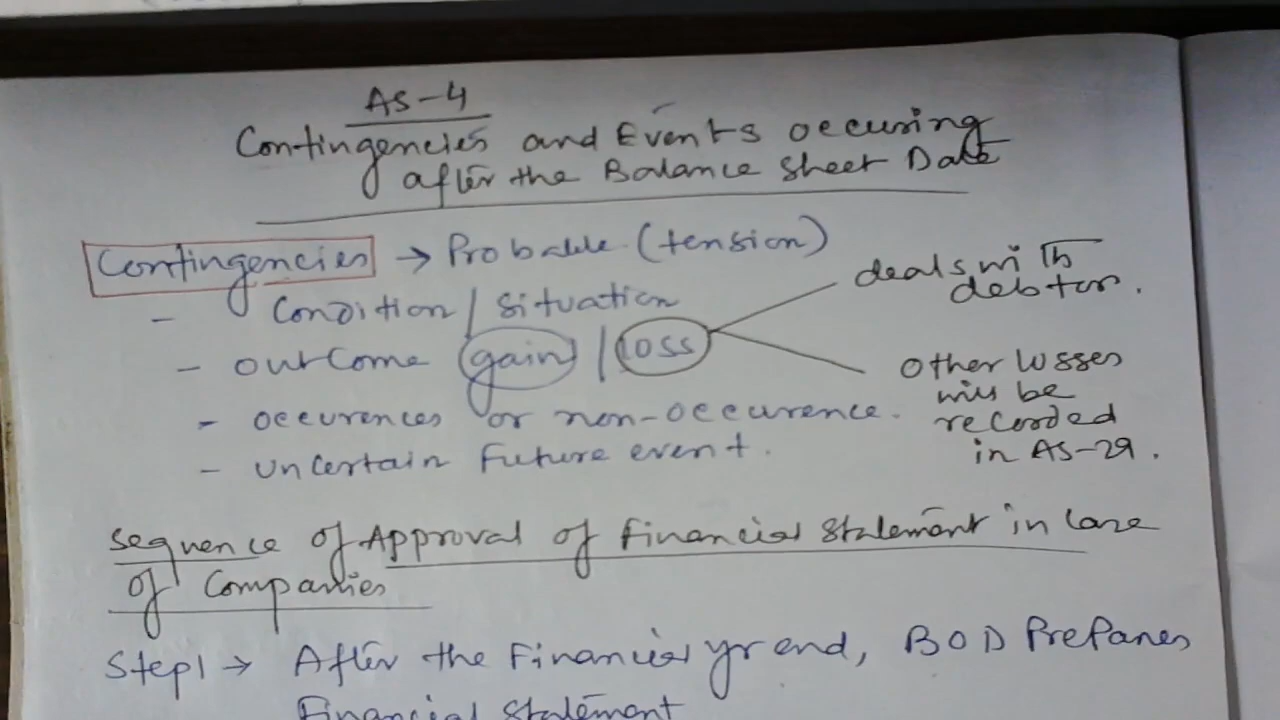 AS-4
Contingencies and Events occuring
after the Balance Sheet Date
Contingencies → Probable (tension)
- Condition / situation
- outcome gain / loss
deals with
debtor.
other losses
will be
recorded
in AS-29.
- occurences or non-occurence.
- uncertain future event.
Sequence of Approval of Financial Statement in Case
of Companies
Step1 → After the Financial yr end, BOD Prepares
Financial Statement